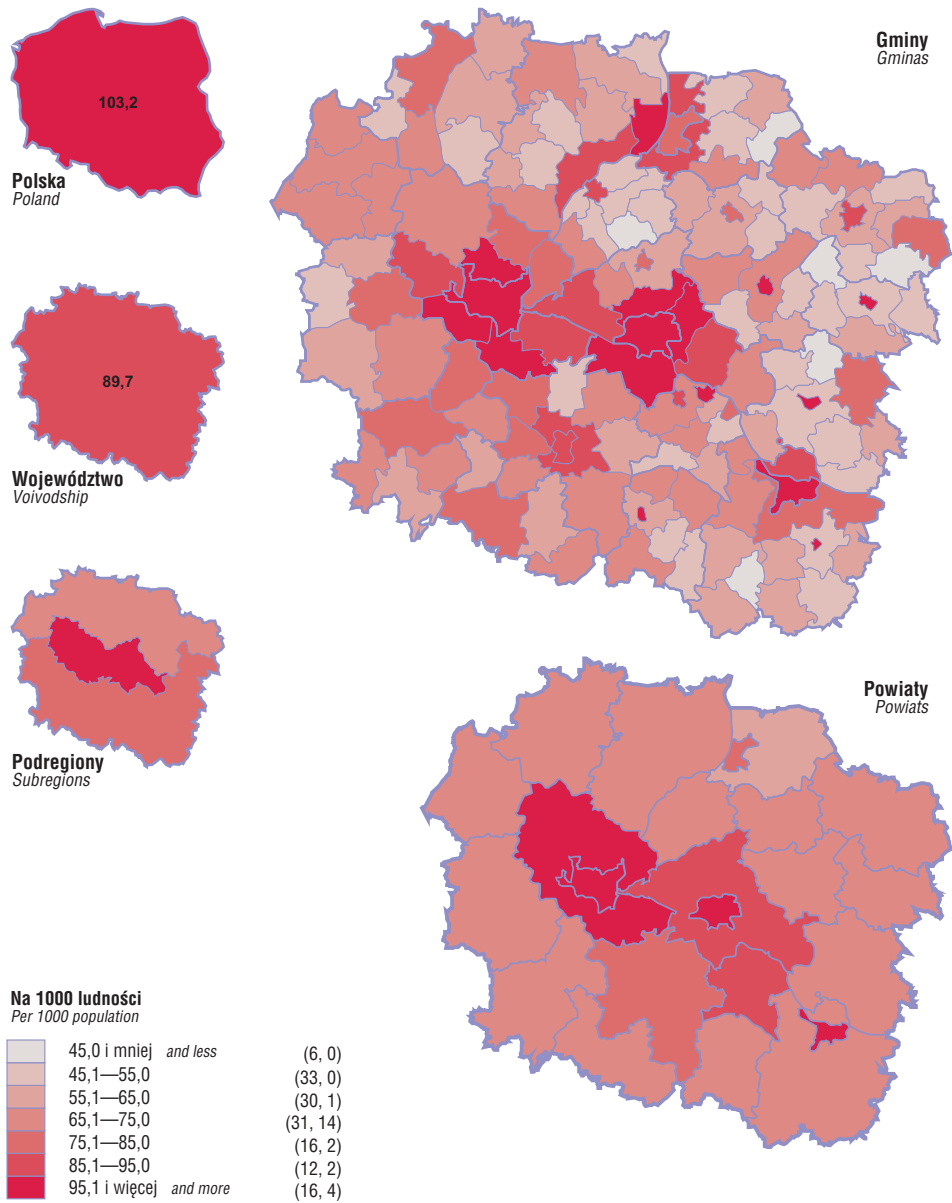 103,2
Polska
Poland
89,7
Województwo
Voivodship
Podregiony
Subregions
Gminy
Gminas
Powiaty
Powiats
Na 1000 ludności
Per 1000 population
45,0 i mniej and less (6, 0)
45,1—55,0 (33, 0)
55,1—65,0 (30, 1)
65,1—75,0 (31, 14)
75,1—85,0 (16, 2)
85,1—95,0 (12, 2)
95,1 i więcej and more (16, 4)